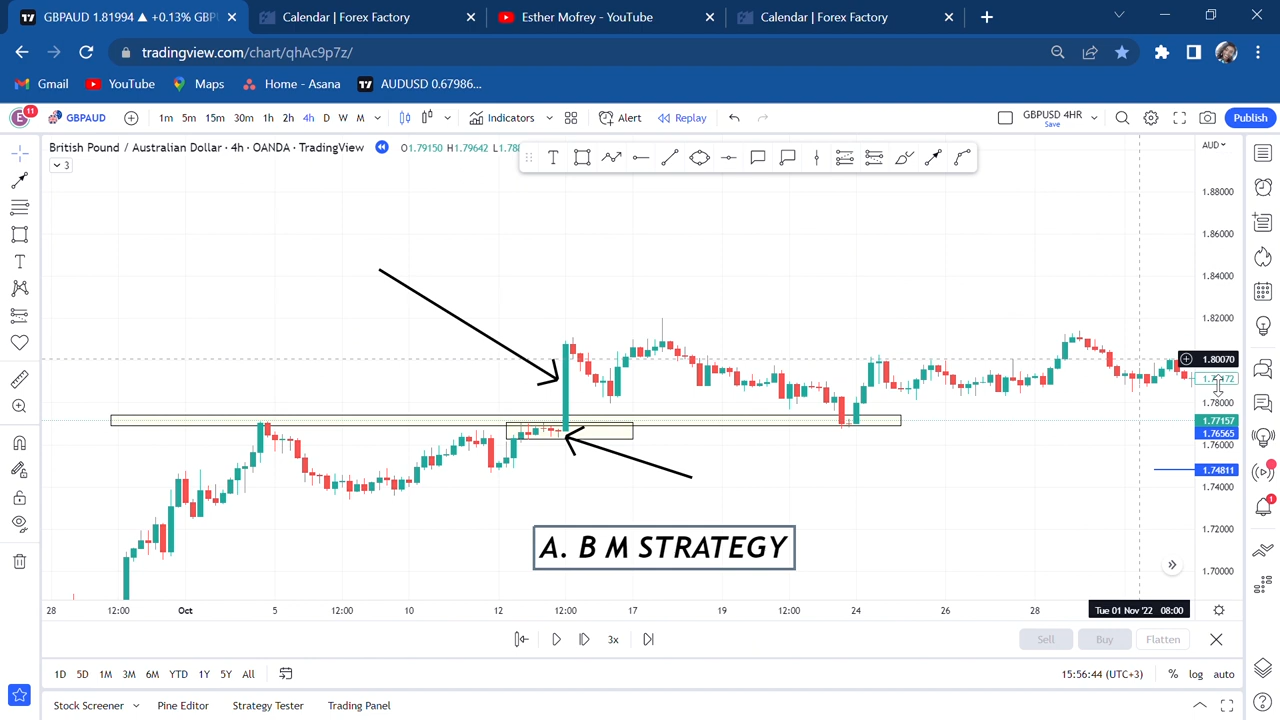 GBPAUD 1.81994 ▲ +0.13% GBP
Calendar | Forex Factory
Esther Mofrey - YouTube
Calendar | Forex Factory
tradingview.com/chart/qhAc9p7z/
Gmail
YouTube
Maps
Home - Asana
AUDUSD 0.67986...
E 11
GBPAUD
1m 5m 15m 30m 1h 2h 4h D W M
Indicators
Alert
Replay
GBPUSD 4HR
Save
Publish
British Pound / Australian Dollar · 4h · OANDA · TradingView
O1.79150 H1.79642
3
AUD
1.88000
1.86000
1.84000
1.82000
1.80070
1.78000
1.77157
1.76565
1.76000
1.74811
1.74000
1.72000
1.70000
A. B M STRATEGY
28 12:00 Oct 5 12:00 10 12 12:00 17 19 12:00 24 26 28
Tue 01 Nov '22 08:00
3x
Sell Buy Flatten
1D 5D 1M 3M 6M YTD 1Y 5Y All
15:56:44 (UTC+3)
% log auto
Stock Screener
Pine Editor
Strategy Tester
Trading Panel
1